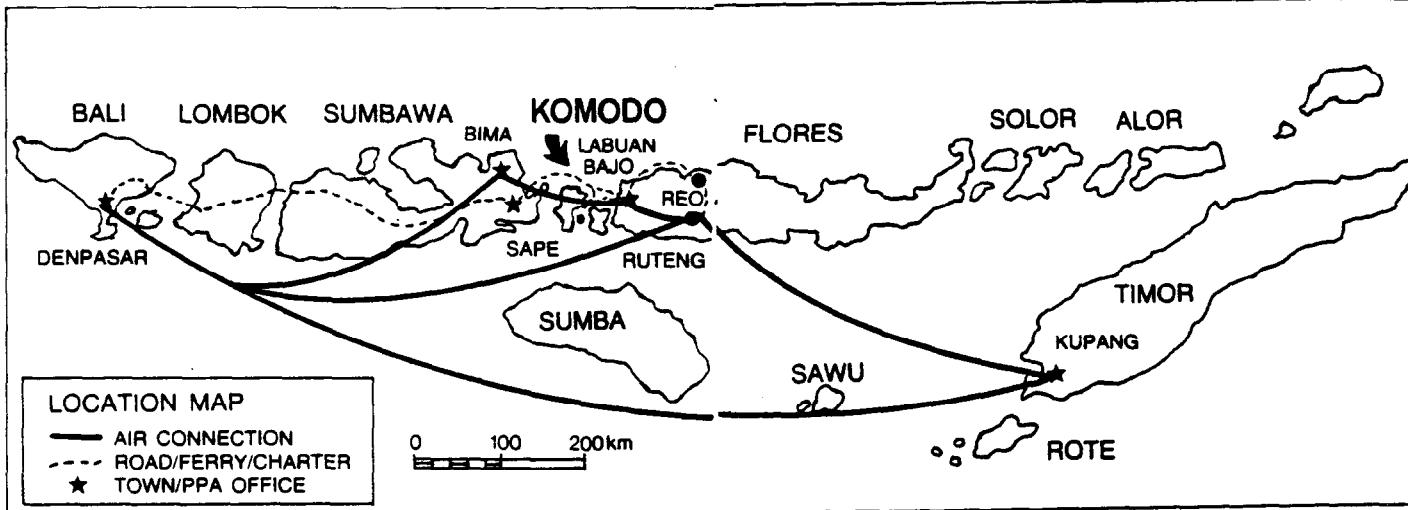 BALI
LOMBOK
SUMBAWA
BIMA
KOMODO
LABUAN
BAJO
FLORES
SOLOR
ALOR
REO
DENPASAR
SAPE
RUTENG
SUMBA
TIMOR
KUPANG
SAWU
ROTE
LOCATION MAP
AIR CONNECTION
ROAD/FERRY/CHARTER
TOWN/PPA OFFICE
0 100 200km